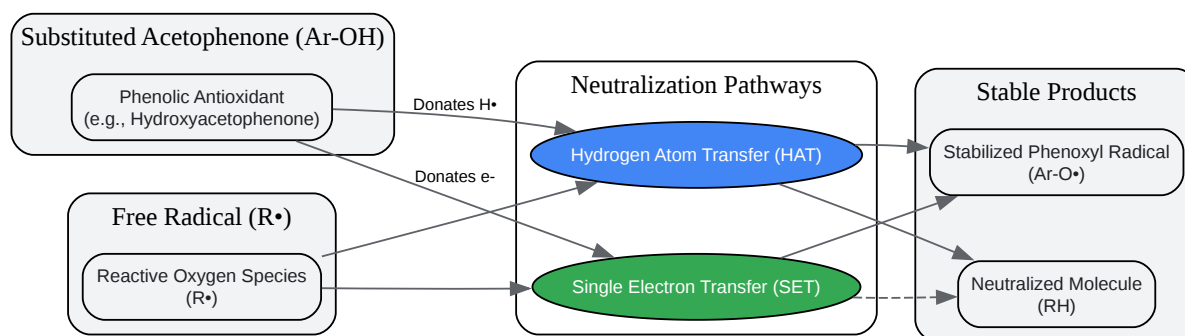 Substituted Acetophenone (Ar-OH)
Phenolic Antioxidant
(e.g., Hydroxyacetophenone)
Free Radical (R•)
Reactive Oxygen Species
(R•)
Donates H•
Donates e-
Neutralization Pathways
Hydrogen Atom Transfer (HAT)
Single Electron Transfer (SET)
Stable Products
Stabilized Phenoxyl Radical
(Ar-O•)
Neutralized Molecule
(RH)